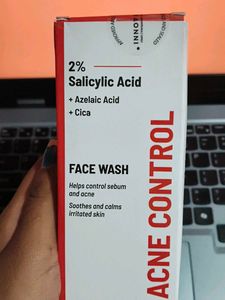 2%
Salicylic Acid
+ Azelaic Acid
+ Cica
FACE WASH
Helps control sebum
and acne
Soothes and calms
irritated skin
ACNE CONTROL